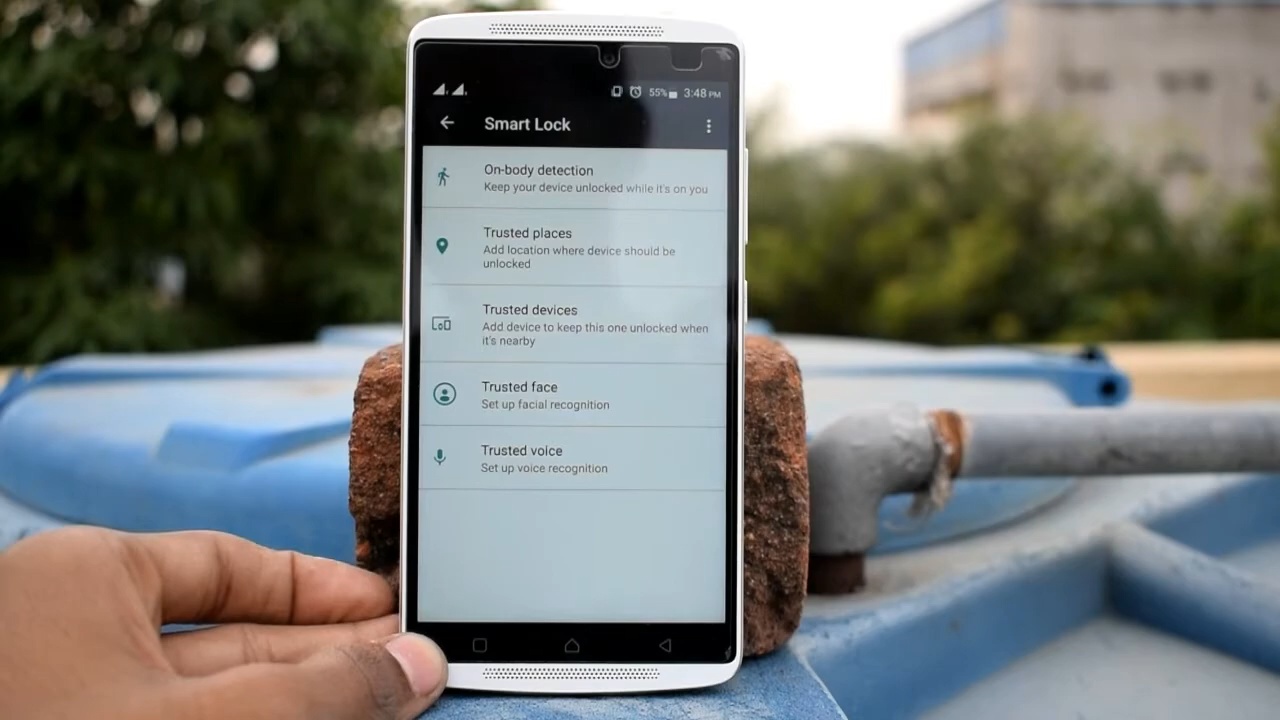 55% 3:48 PM
Smart Lock
On-body detection
Keep your device unlocked while it's on you
Trusted places
Add location where device should be
unlocked
Trusted devices
Add device to keep this one unlocked when
it's nearby
Trusted face
Set up facial recognition
Trusted voice
Set up voice recognition